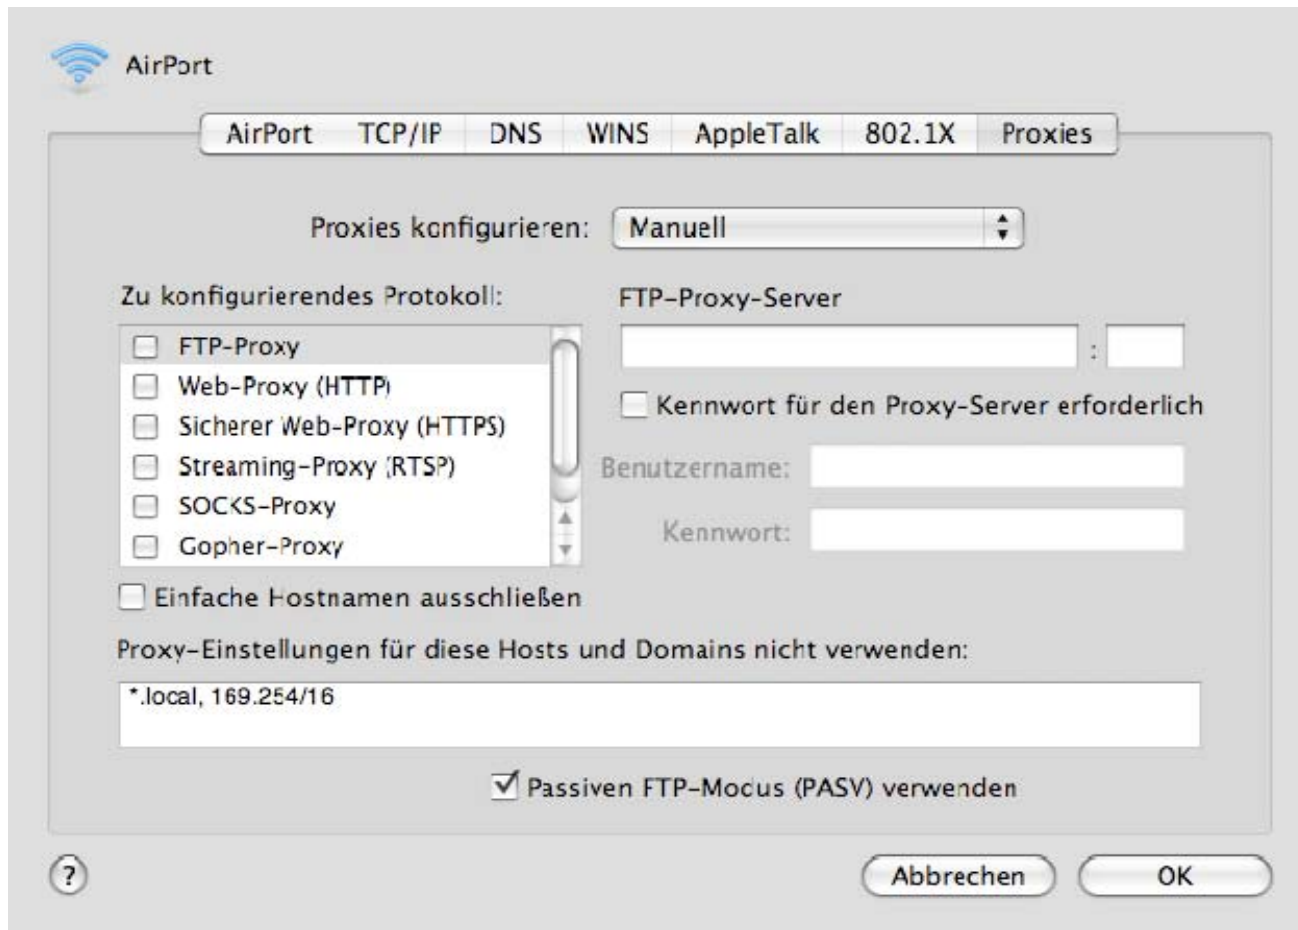 AirPort
AirPort TCP/IP DNS WINS AppleTalk 802.1X Proxies
Proxies konfigurieren: Manuell
Zu konfigurierendes Protokoll:
FTP-Proxy
Web-Proxy (HTTP)
Sicherer Web-Proxy (HTTPS)
Streaming-Proxy (RTSP)
SOCKS-Proxy
Gopher-Proxy
FTP-Proxy-Server
:
Kennwort für den Proxy-Server erforderlich
Benutzername:
Kennwort:
Einfache Hostnamen ausschließen
Proxy-Einstellungen für diese Hosts und Domains nicht verwenden:
*.local, 169.254/16
Passiven FTP-Modus (PASV) verwenden
? Abbrechen OK